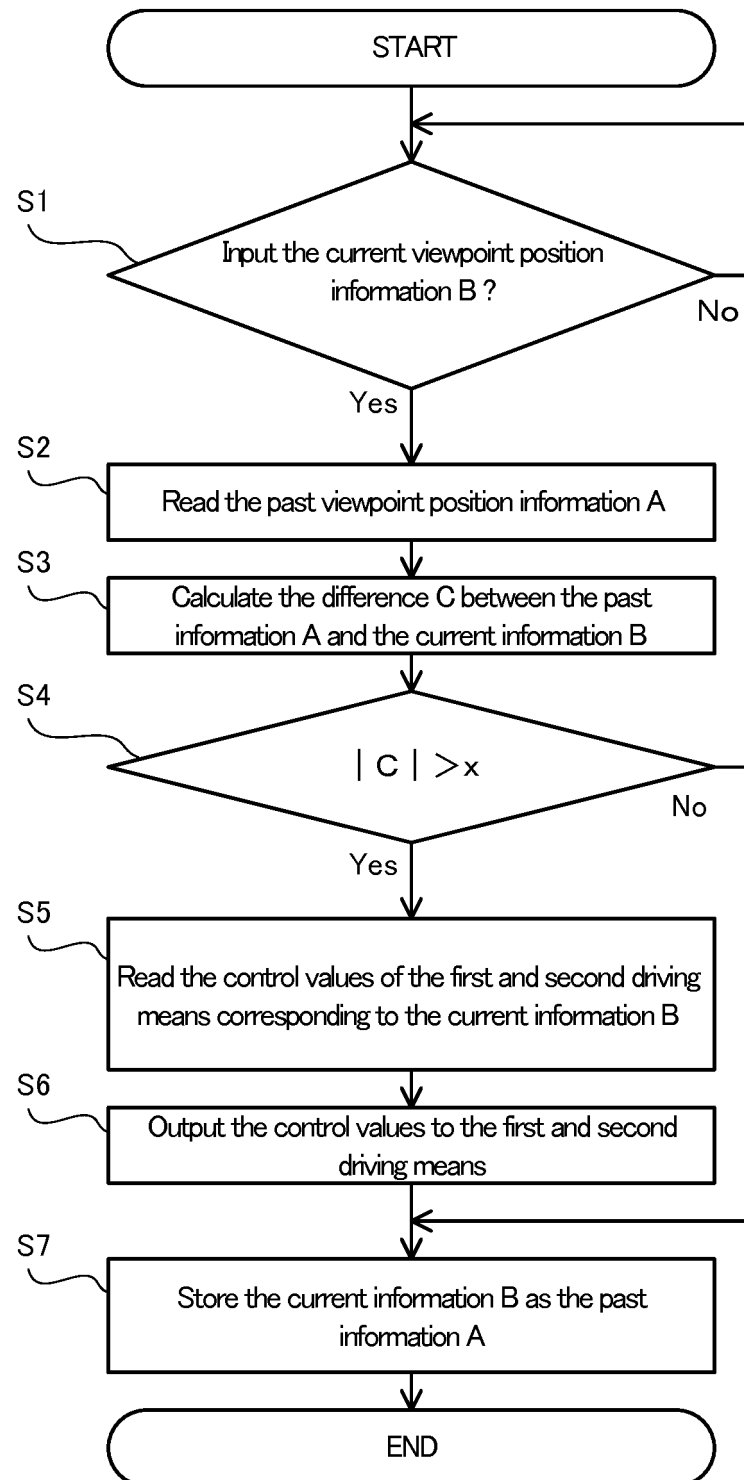 START
S1
Input the current viewpoint position
information B ?
No
Yes
S2
Read the past viewpoint position information A
S3
Calculate the difference C between the past
information A and the current information B
S4
| C | >x
No
Yes
S5
Read the control values of the first and second driving
means corresponding to the current information B
S6
Output the control values to the first and second
driving means
S7
Store the current information B as the past
information A
END